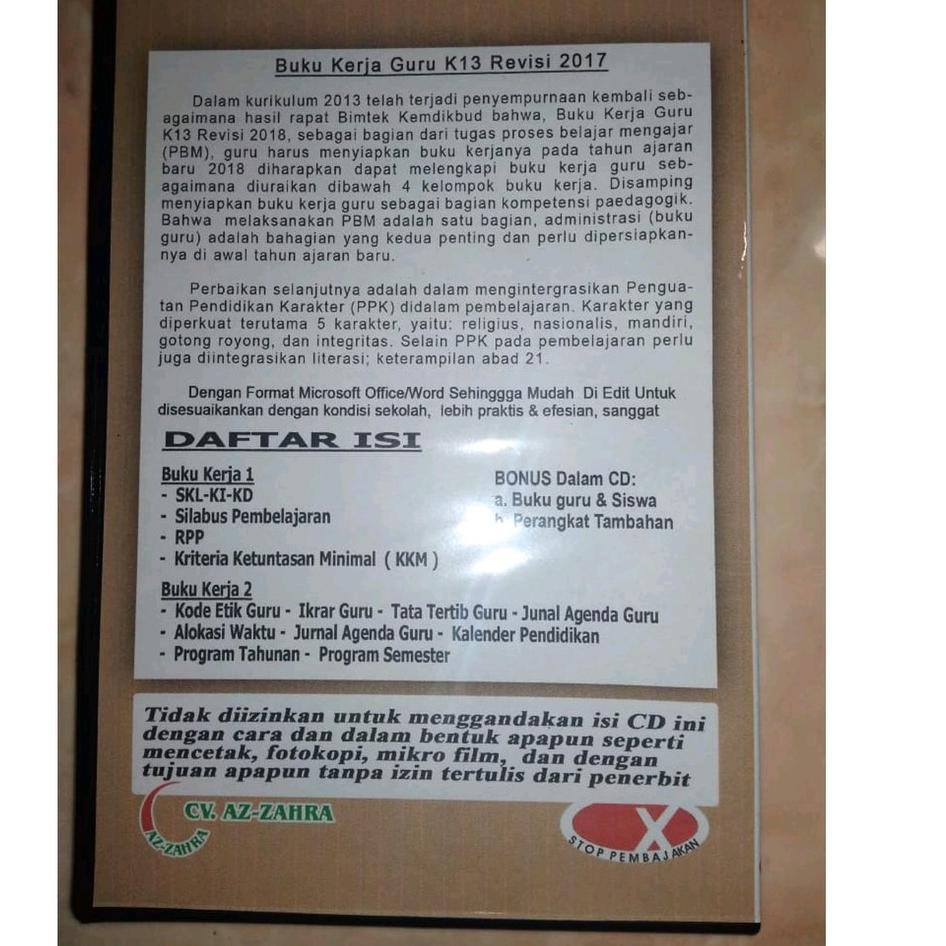 Buku Kerja Guru K13 Revisi 2017
Dalam kurikulum 2013 telah terjadi penyempurnaan kembali seb-
agaimana hasil rapat Bimtek Kemdikbud bahwa, Buku Kerja Guru
K13 Revisi 2018, sebagai bagian dari tugas proses belajar mengajar
(PBM), guru harus menyiapkan buku kerjanya pada tahun ajaran
baru 2018 diharapkan dapat melengkapi buku kerja guru seb-
agaimana diuraikan dibawah 4 kelompok buku kerja. Disamping
menyiapkan buku kerja guru sebagai bagian kompetensi paedagogik.
Bahwa melaksanakan PBM adalah satu bagian, administrasi (buku
guru) adalah bahagian yang kedua penting dan perlu dipersiapkan-
nya di awal tahun ajaran baru.
Perbaikan selanjutnya adalah dalam mengintergrasikan Pengua-
tan Pendidikan Karakter (PPK) didalam pembelajaran. Karakter yang
diperkuat terutama 5 karakter, yaitu: religius, nasionalis, mandiri,
gotong royong, dan integritas. Selain PPK pada pembelajaran perlu
juga diintegrasikan literasi; keterampilan abad 21.
Dengan Format Microsoft Office/Word Sehinggga Mudah Di Edit Untuk
disesuaikankan dengan kondisi sekolah, lebih praktis & efesian, sanggat
DAFTAR ISI
Buku Kerja 1
- SKL-KI-KD
- Silabus Pembelajaran
- RPP
- Kriteria Ketuntasan Minimal ( KKM )
BONUS Dalam CD:
a. Buku guru & Siswa
b. Perangkat Tambahan
Buku Kerja 2
- Kode Etik Guru - Ikrar Guru - Tata Tertib Guru - Junal Agenda Guru
- Alokasi Waktu - Jurnal Agenda Guru - Kalender Pendidikan
- Program Tahunan - Program Semester
Tidak diizinkan untuk menggandakan isi CD ini
dengan cara dan dalam bentuk apapun seperti
mencetak, fotokopi, mikro film, dan dengan
tujuan apapun tanpa izin tertulis dari penerbit
CV. AZ-ZAHRA
AZ-ZAHRA
X
STOP PEMBAJAKAN